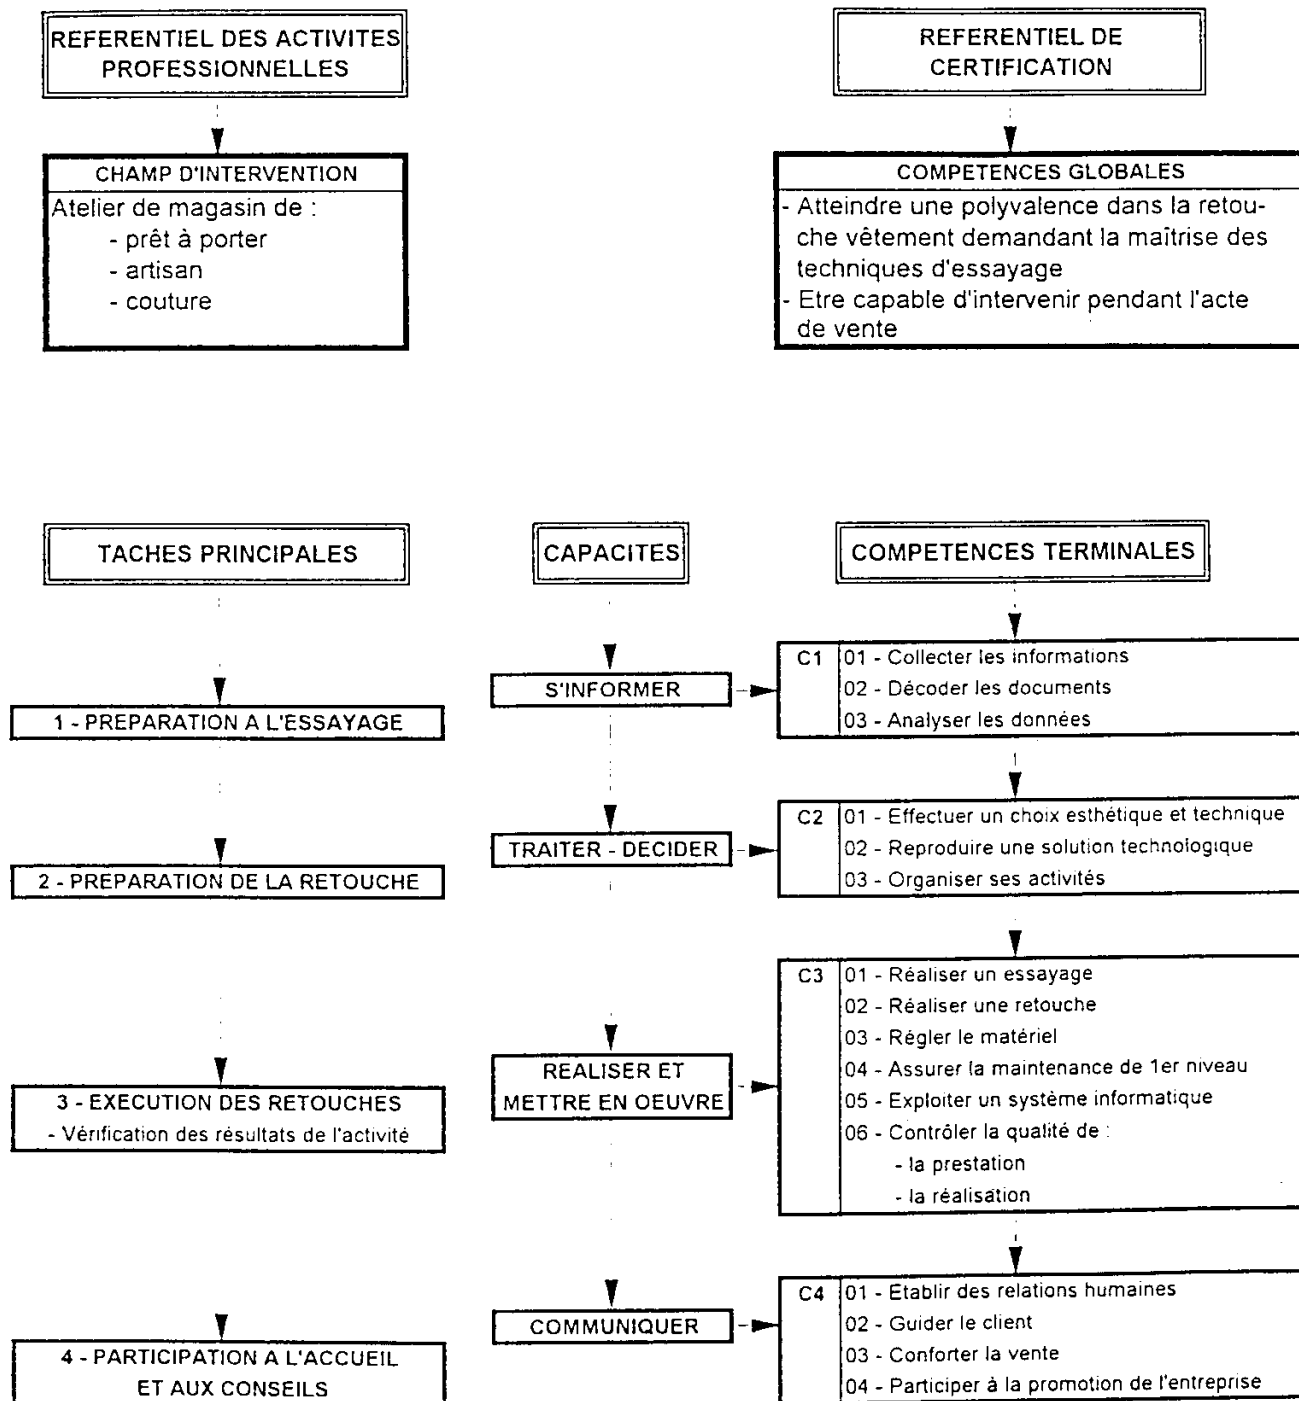 REFERENTIEL DES ACTIVITES
PROFESSIONNELLES
REFERENTIEL DE
CERTIFICATION
CHAMP D'INTERVENTION
Atelier de magasin de :
- prêt à porter
- artisan
- couture
COMPETENCES GLOBALES
- Atteindre une polyvalence dans la retou-
che vêtement demandant la maîtrise des
techniques d'essayage
- Etre capable d'intervenir pendant l'acte
de vente
TACHES PRINCIPALES
CAPACITES
COMPETENCES TERMINALES
1 - PREPARATION A L'ESSAYAGE
S'INFORMER
C1 01 - Collecter les informations
02 - Décoder les documents
03 - Analyser les données
2 - PREPARATION DE LA RETOUCHE
TRAITER - DECIDER
C2 01 - Effectuer un choix esthétique et technique
02 - Reproduire une solution technologique
03 - Organiser ses activités
3 - EXECUTION DES RETOUCHES
- Vérification des résultats de l'activité
REALISER ET
METTRE EN OEUVRE
C3 01 - Réaliser un essayage
02 - Réaliser une retouche
03 - Régler le matériel
04 - Assurer la maintenance de 1er niveau
05 - Exploiter un système informatique
06 - Contrôler la qualité de :
- la prestation
- la réalisation
4 - PARTICIPATION A L'ACCUEIL
ET AUX CONSEILS
COMMUNIQUER
C4 01 - Etablir des relations humaines
02 - Guider le client
03 - Conforter la vente
04 - Participer à la promotion de l'entreprise